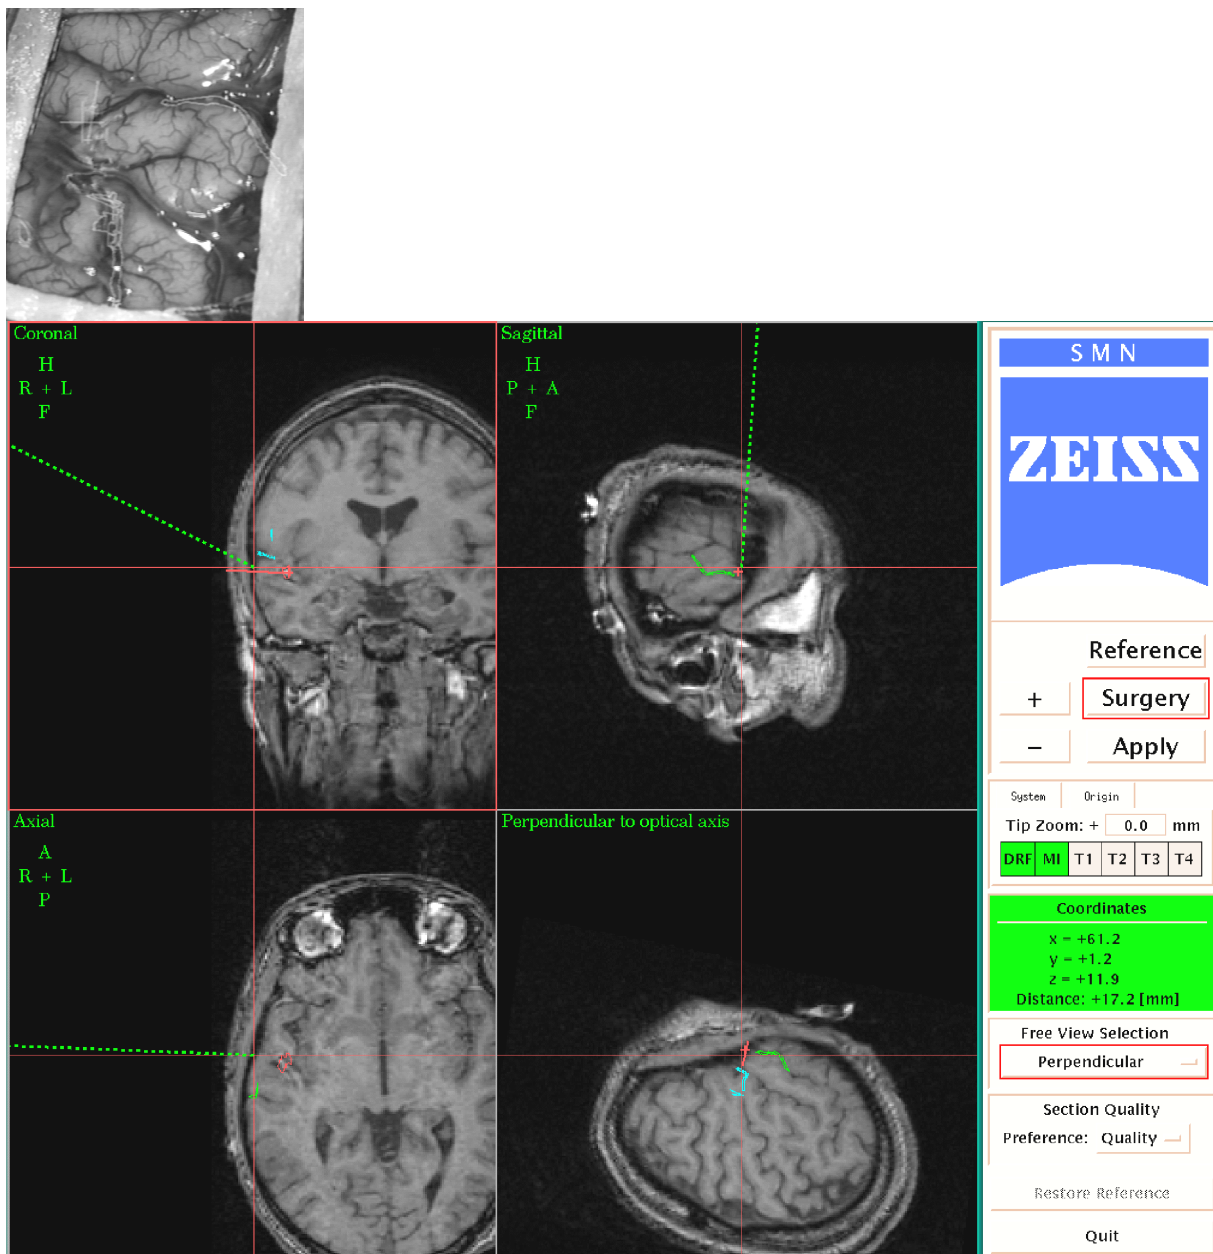 Coronal
H
R + L
F
Sagittal
H
P + A
F
Axial
A
R + L
P
Perpendicular to optical axis
S M N
ZEISS
Reference
+ Surgery
− Apply
System Origin
Tip Zoom: + 0.0 mm
DRF MI T1 T2 T3 T4
Coordinates
x = +61.2
y = +1.2
z = +11.9
Distance: +17.2 [mm]
Free View Selection
Perpendicular
Section Quality
Preference: Quality
Restore Reference
Quit